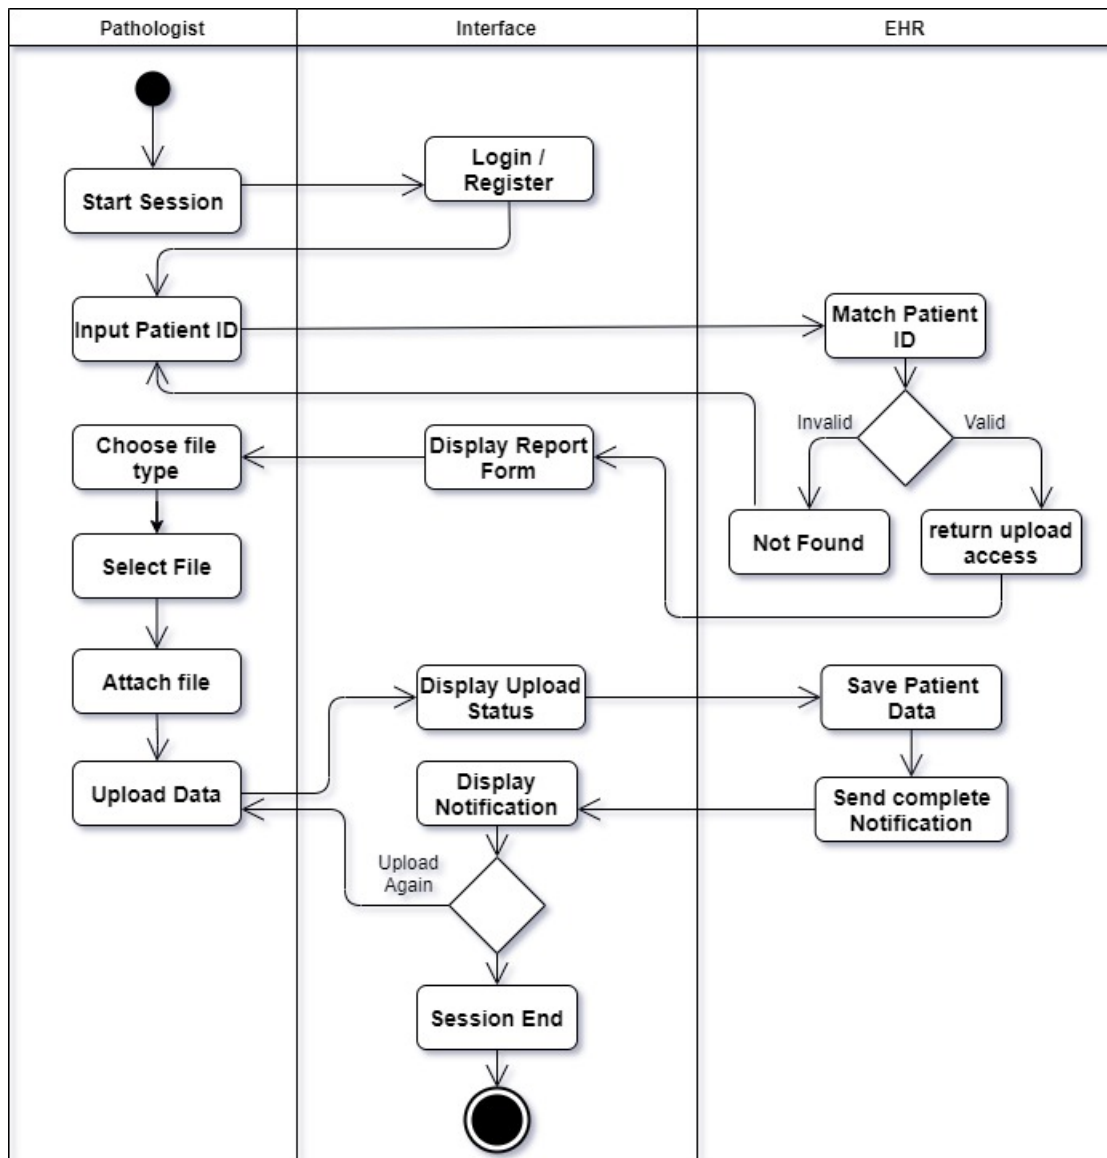 Pathologist
Interface
EHR
Login /
Register
Start Session
Input Patient ID
Match Patient
ID
Invalid
Valid
Choose file
type
Display Report
Form
Not Found
return upload
access
Select File
Attach file
Display Upload
Status
Save Patient
Data
Upload Data
Display
Notification
Send complete
Notification
Upload
Again
Session End